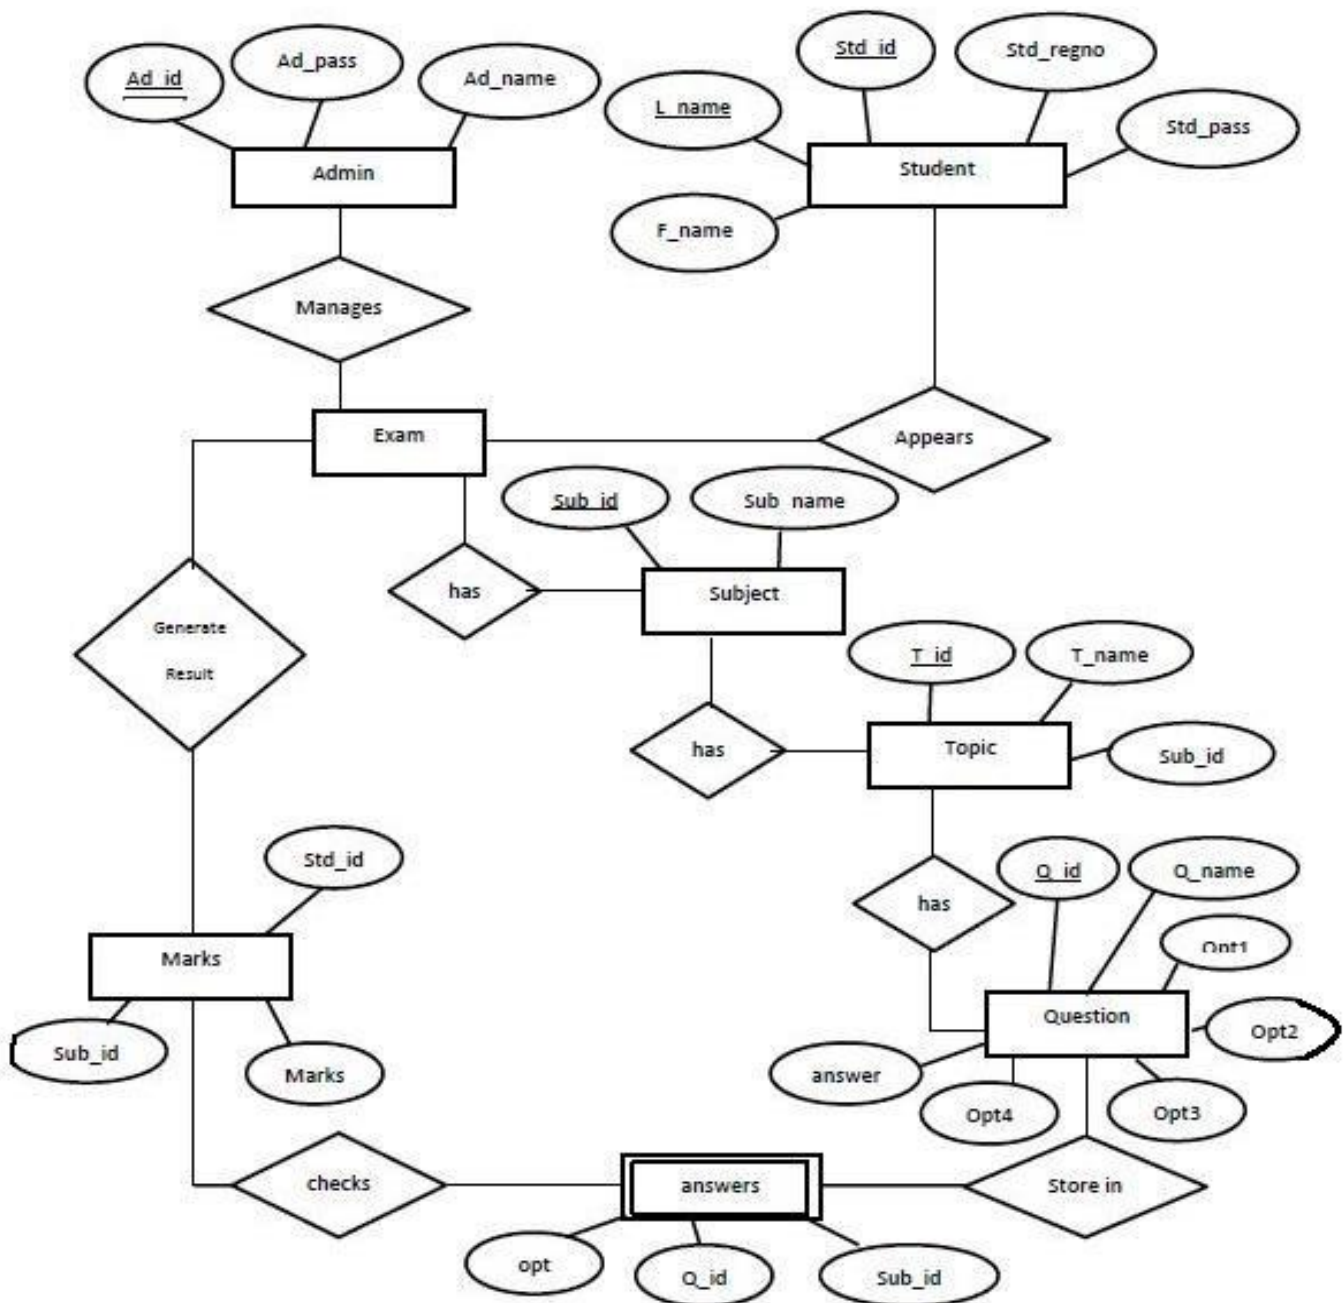 Ad_id
Ad_pass
Ad_name
Std_id
Std_regno
L_name
Std_pass
Admin
Student
F_name
Manages
Exam
Appears
Sub_id
Sub_name
has
Subject
Generate
Result
T_id
T_name
has
Topic
Sub_id
Std_id
Q_id
Q_name
has
Opt1
Marks
Question
Opt2
Sub_id
Marks
answer
Opt4
Opt3
checks
answers
Store in
opt
Q_id
Sub_id